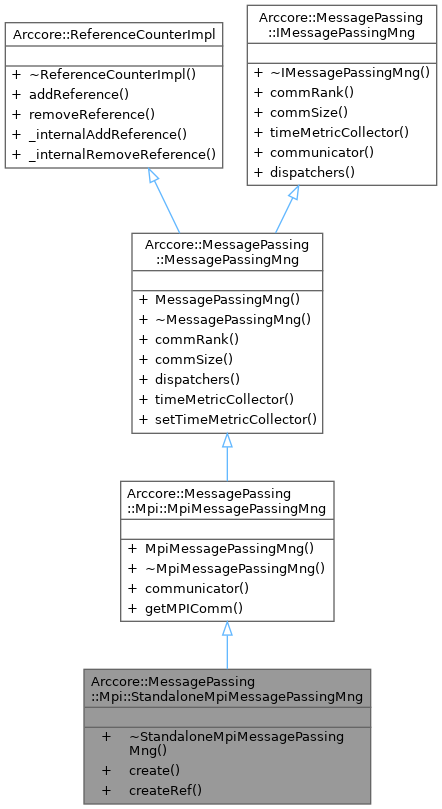 Arccore::ReferenceCounterImpl
+ ~ReferenceCounterImpl()
+ addReference()
+ removeReference()
+ _internalAddReference()
+ _internalRemoveReference()
Arccore::MessagePassing
::IMessagePassingMng
+ ~IMessagePassingMng()
+ commRank()
+ commSize()
+ timeMetricCollector()
+ communicator()
+ dispatchers()
Arccore::MessagePassing
::MessagePassingMng
+ MessagePassingMng()
+ ~MessagePassingMng()
+ commRank()
+ commSize()
+ dispatchers()
+ timeMetricCollector()
+ setTimeMetricCollector()
Arccore::MessagePassing
::Mpi::MpiMessagePassingMng
+ MpiMessagePassingMng()
+ ~MpiMessagePassingMng()
+ communicator()
+ getMPIComm()
Arccore::MessagePassing
::Mpi::StandaloneMpiMessagePassingMng
+ ~StandaloneMpiMessagePassing
Mng()
+ create()
+ createRef()